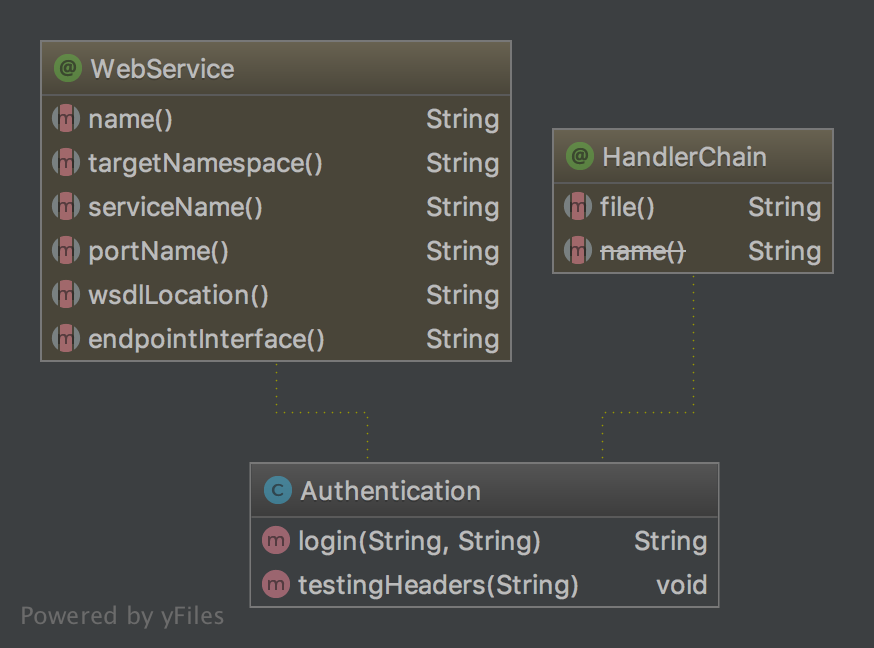 @ WebService
m name() String
m targetNamespace() String
m serviceName() String
m portName() String
m wsdlLocation() String
m endpointInterface() String
@ HandlerChain
m file() String
m name() String
C Authentication
m login(String, String) String
m testingHeaders(String) void
Powered by yFiles